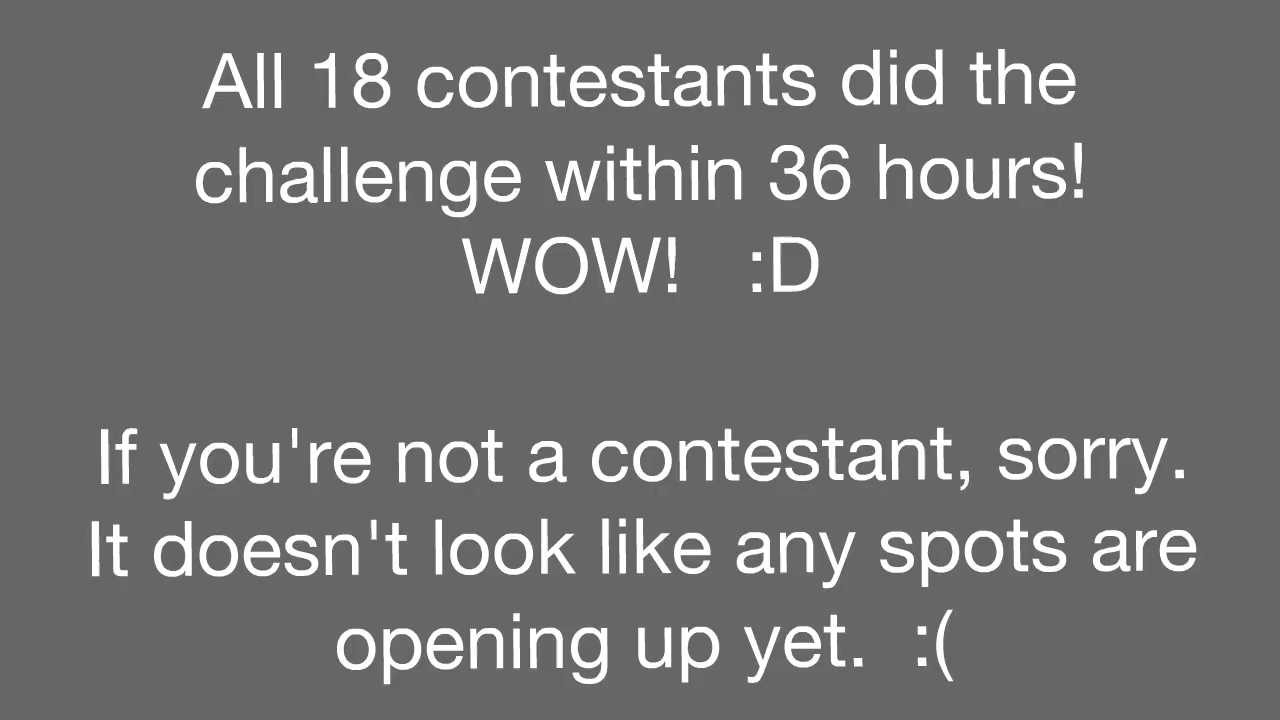 All 18 contestants did the
challenge within 36 hours!
WOW!   :D
If you're not a contestant, sorry.
It doesn't look like any spots are
opening up yet.  :(